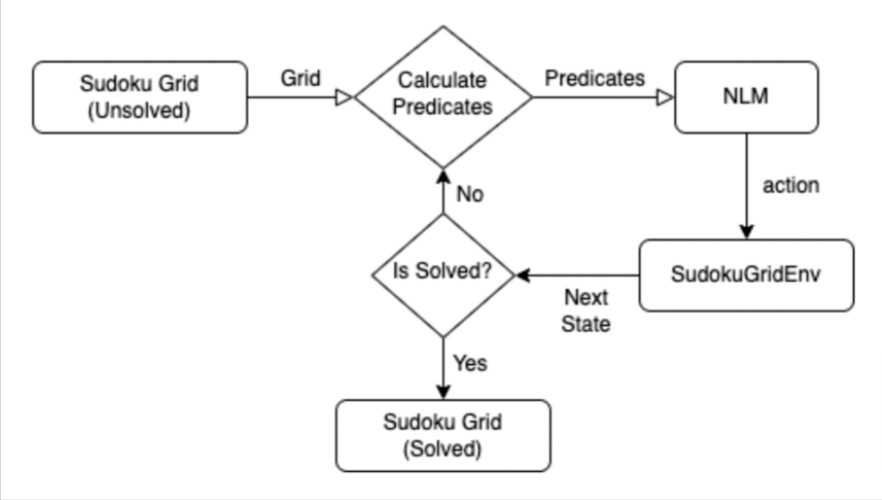 Sudoku Grid
(Unsolved)
Grid
Calculate
Predicates
Predicates
NLM
action
SudokuGridEnv
Next
State
Is Solved?
No
Yes
Sudoku Grid
(Solved)